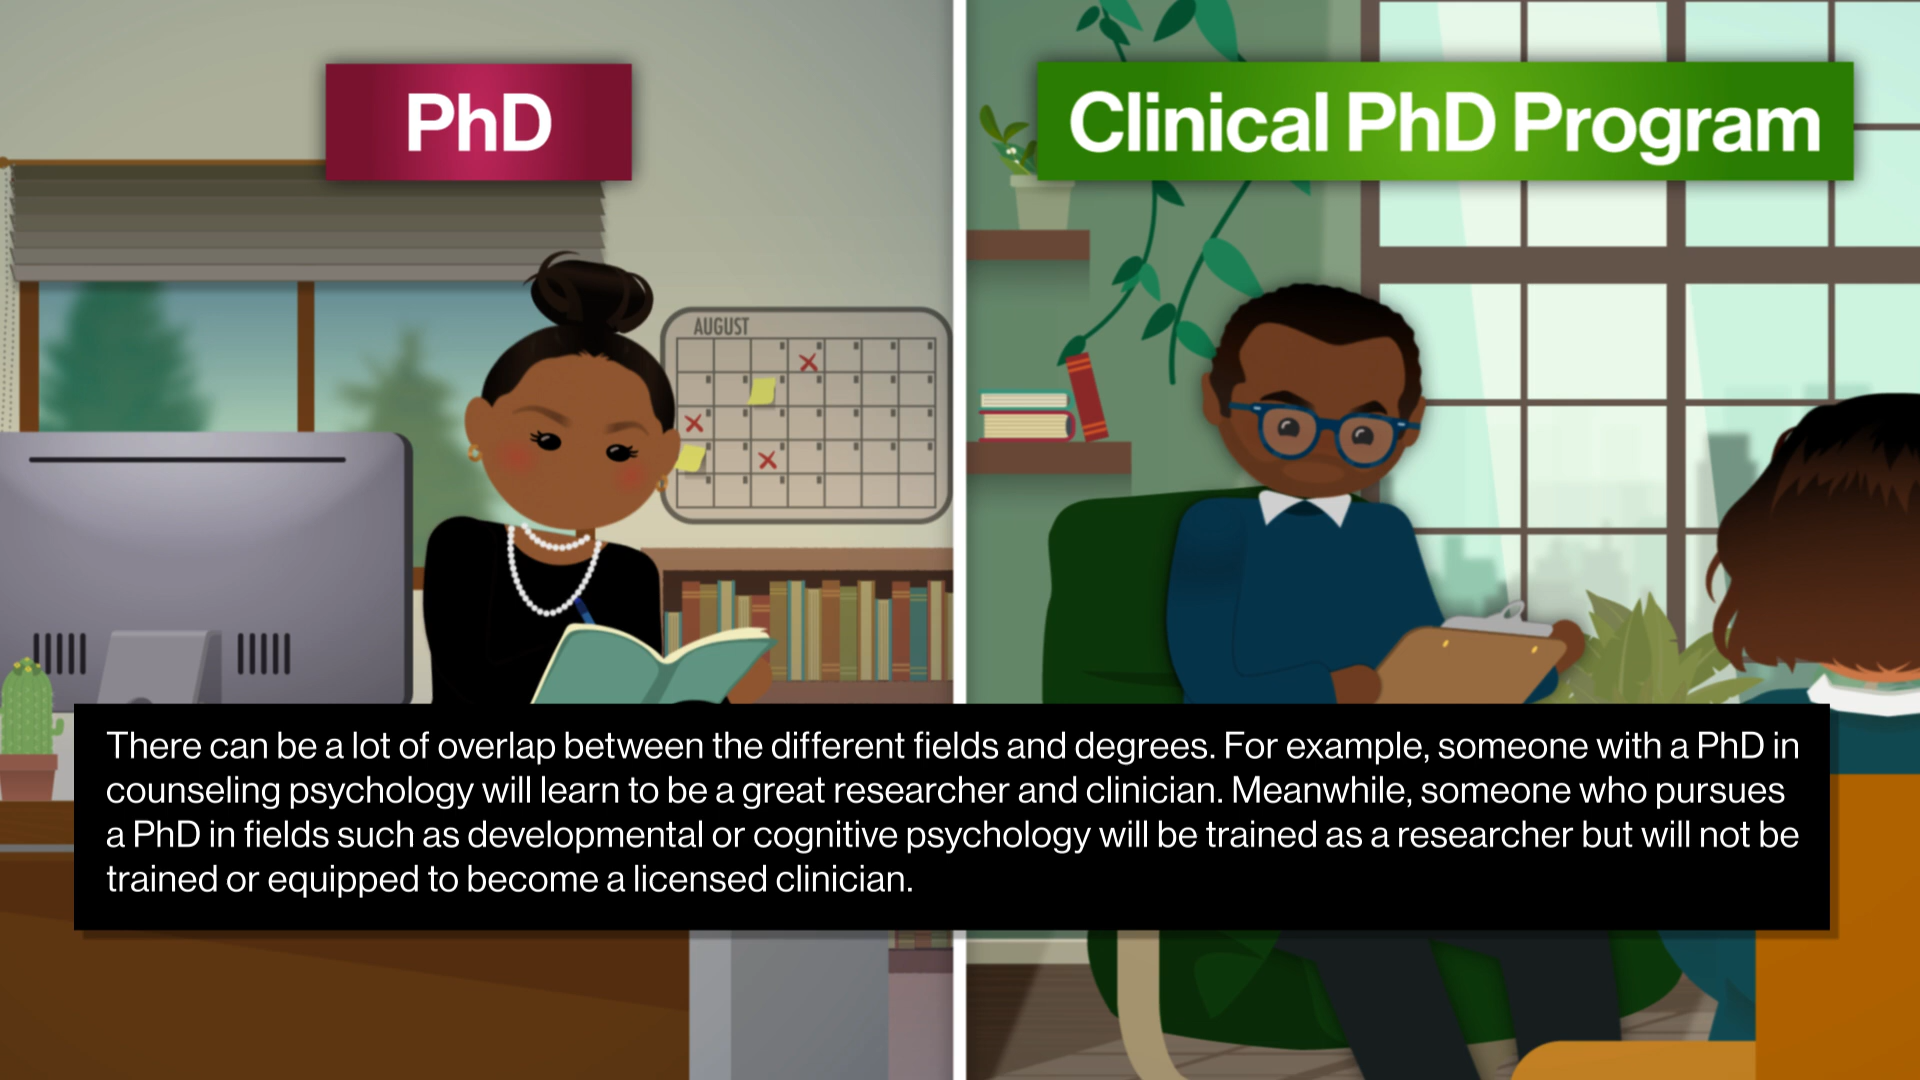 PhD
Clinical PhD Program
AUGUST
There can be a lot of overlap between the different fields and degrees. For example, someone with a PhD in
counseling psychology will learn to be a great researcher and clinician. Meanwhile, someone who pursues
a PhD in fields such as developmental or cognitive psychology will be trained as a researcher but will not be
trained or equipped to become a licensed clinician.